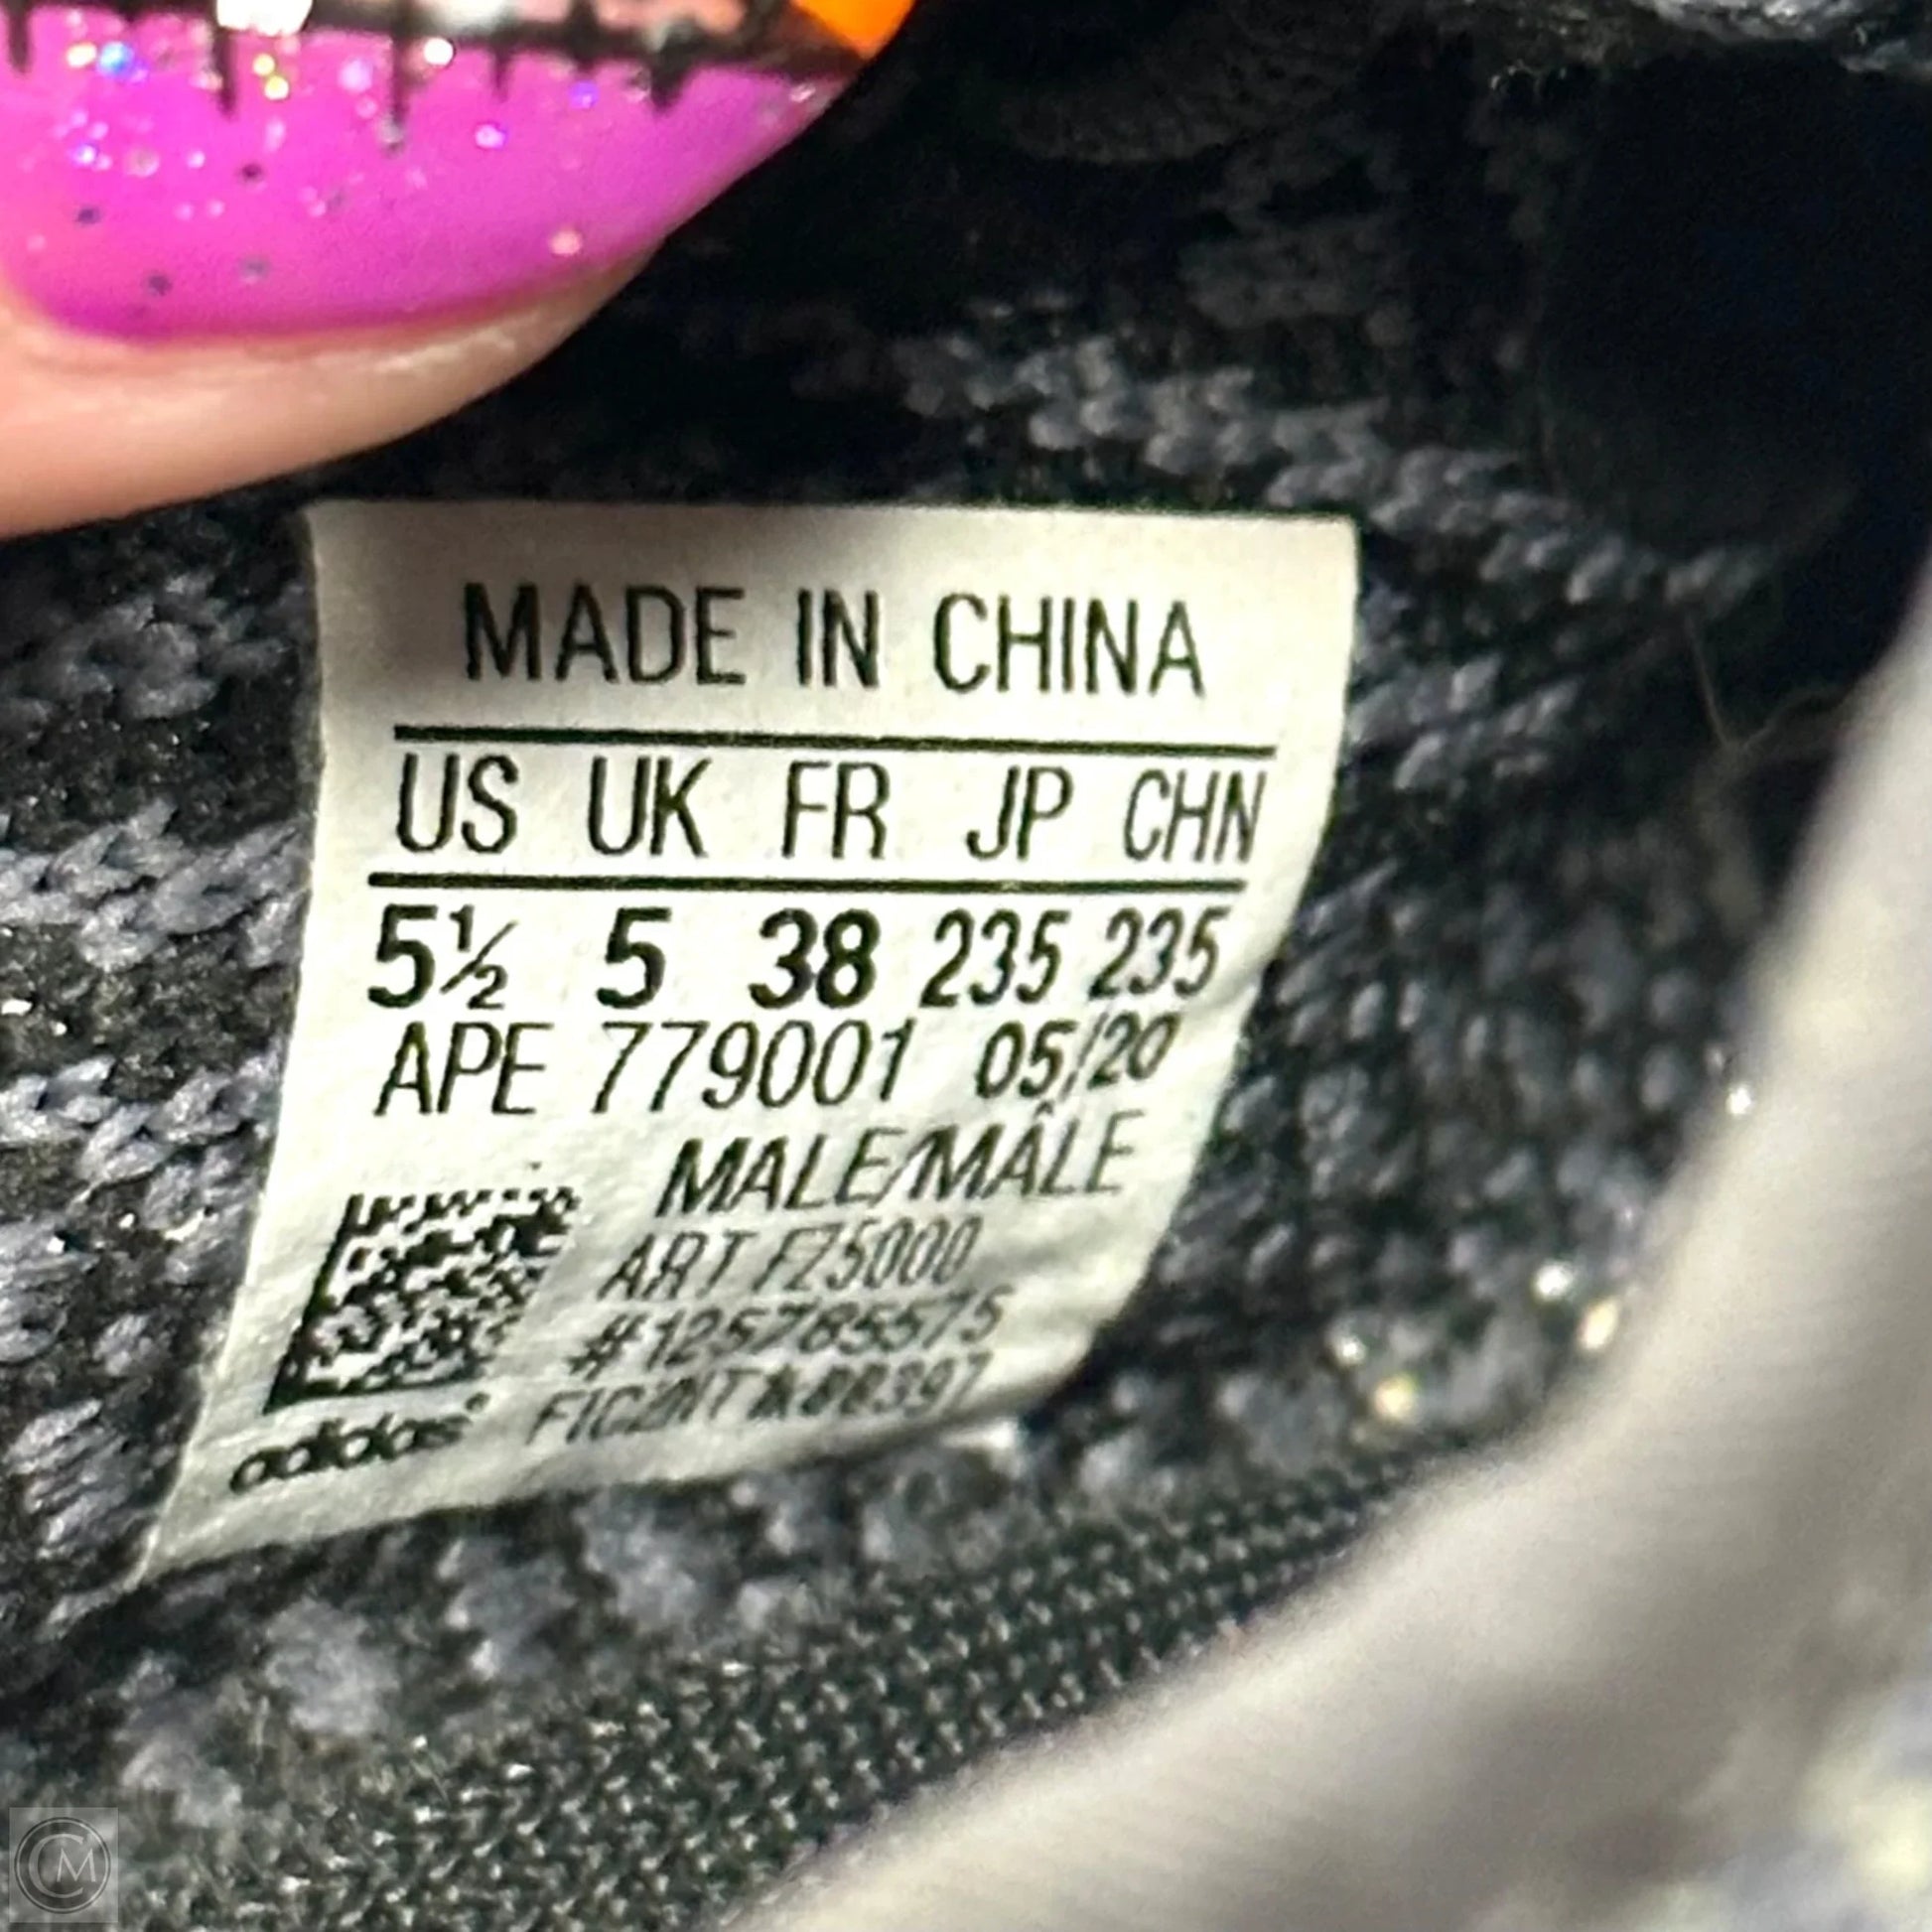 MADE IN CHINA
US UK FR JP CHN
5½ 5 38 235 235
APE 779001 05/20
MALE/MÂLE
ART FZ5000
#125785575
adidas
CM